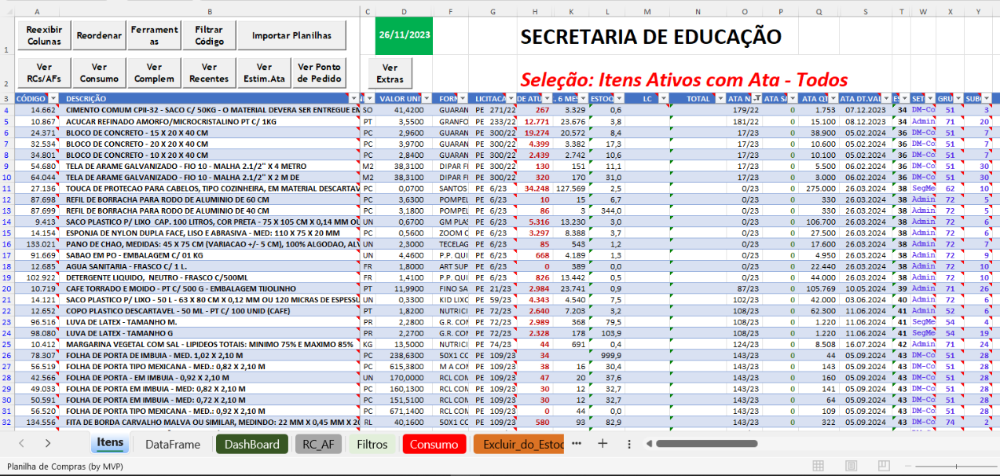 A B C D F G H K L M N O P Q S T W X Y
Reexibir Colunas Reordenar Ferramentas Filtrar Código Importar Planilhas 26/11/2023 SECRETARIA DE EDUCAÇÃO
Ver RCs/AFs Ver Consumo Ver Complem Ver Recentes Ver Estim.Ata Ver Ponto de Pedido Ver Extras Seleção: Itens Ativos com Ata - Todos
3 CÓDIGO DESCRIÇÃO VALOR UNI FORN LICITACA DE ATU . 6 MES ESTOQ LC TOTAL ATA N ATA SA ATA QT ATA DT.VAL ES SET GRU SUBG
4 14.662 CIMENTO COMUM CPII-32 - SACO C/ 50KG - O MATERIAL DEVERA SER ENTREGUE EN SO 41,4200 GUARAN PE 271/22 267 3.329 0,6 179/22 0 1.753 07.12.2023 34 DM-Co 51 3
5 10.867 ACUCAR REFINADO AMORFO/MICROCRISTALINO PT C/ 1KG PT 3,5500 GRANFO PE 233/22 12.771 23.676 3,8 181/22 0 15.100 08.12.2023 34 Admin 71 20
6 24.371 BLOCO DE CONCRETO - 15 X 20 X 40 CM PC 2,9600 GUARAN PE 300/22 19.274 20.572 8,4 17/23 0 38.900 05.02.2024 36 DM-Co 51 7
7 32.534 BLOCO DE CONCRETO - 20 X 20 X 40 CM PC 3,9700 GUARAN PE 300/22 4.399 3.382 17,3 17/23 0 10.600 05.02.2024 36 DM-Co 51 7
8 34.801 BLOCO DE CONCRETO - 10 X 20 X 40 CM PC 2,8400 GUARAN PE 300/22 2.439 2.742 10,6 17/23 0 10.100 05.02.2024 36 DM-Co 51 7
9 54.680 TELA DE ARAME GALVANIZADO - FIO 10 - MALHA 2.1/2" X 4 METRO M2 38,3100 DIPAR FI PE 300/22 130 151 11,1 17/23 0 5.500 06.02.2024 36 DM-Co 51 30
10 64.044 TELA DE ARAME GALVANIZADO - FIO 10 - MALHA 2.1/2" X 2 M DE M2 38,3100 DIPAR FI PE 300/22 320 170 31,0 17/23 0 3.000 06.02.2024 36 DM-Co 51 30
11 27.136 TOUCA DE PROTECAO PARA CABELOS, TIPO COZINHEIRA, EM MATERIAL DESCARTAV PC 0,0700 SANTOS PE 6/23 34.248 127.569 2,5 0/23 0 275.000 26.03.2024 38 SegMe 62 10
12 87.698 REFIL DE BORRACHA PARA RODO DE ALUMINIO DE 60 CM PC 3,6300 POMPEL PE 6/23 10 15 6,7 0/23 0 330 26.03.2024 38 Admin 72 5
13 87.699 REFIL DE BORRACHA PARA RODO DE ALUMINIO DE 40 CM PC 3,1800 POMPEL PE 6/23 86 3 344,0 0/23 0 330 26.03.2024 38 Admin 72 5
14 9.413 SACO PLASTICO P/ LIXO CAP. 100 LITROS, COR PRETA - 75 X 105 CM X 0,14 MM OU UN 0,6700 GM PLAS PE 6/23 5.316 13.230 3,0 0/23 0 106.700 26.03.2024 38 Admin 72 6
15 14.154 ESPONJA DE NYLON DUPLA FACE, LISO E ABRASIVA - MED: 110 X 75 X 20 MM PC 0,5600 ZOOM C PE 6/23 3.297 8.388 3,7 0/23 0 27.500 26.03.2024 38 Admin 72 6
16 133.021 PANO DE CHAO, MEDIDAS: 45 X 75 CM (VARIACAO +/- 5 CM), 100% ALGODAO, ALV UN 2,3000 TECELAG PE 6/23 85 543 1,2 0/23 0 17.600 26.03.2024 38 Admin 72 7
17 91.669 SABAO EM PO - EMBALAGEM C/ 01 KG UN 4,4600 P.P. QUI PE 6/23 668 4.189 1,3 0/23 0 4.950 26.03.2024 38 Admin 72 9
18 12.685 AGUA SANITARIA - FRASCO C/ 1 L. FR 1,8000 ART SUP PE 6/23 0 389 0,0 0/23 0 22.440 26.03.2024 38 Admin 72 10
19 102.922 DETERGENTE LIQUIDO, NEUTRO - FRASCO C/500ML FR 1,4100 P.P. QUI PE 6/23 826 13.442 0,5 0/23 0 44.000 26.03.2024 38 Admin 72 10
20 10.719 CAFE TORRADO E MOIDO - PT C/ 500 G - EMBALAGEM TIJOLINHO PT 11,9900 FINO SA PE 21/23 2.984 23.741 0,9 87/23 0 105.769 10.05.2024 39 Admin 71 26
21 14.121 SACO PLASTICO P/ LIXO - 50 L - 63 X 80 CM X 0,12 MM OU 120 MICRAS DE ESPESSU UN 0,3300 KID LIXO PE 59/23 4.343 4.540 7,5 102/23 0 42.000 03.06.2024 40 Admin 72 6
22 12.652 COPO PLASTICO DESCARTAVEL - 50 ML - PT C/ 100 UNID (CAFE) PT 1,8200 NUTRICI PE 72/23 2.640 7.203 3,2 108/23 0 62.300 11.06.2024 41 Admin 52 6
23 96.516 LUVA DE LATEX - TAMANHO M. PR 2,2800 G.R. COM PE 72/23 2.989 368 79,5 108/23 0 1.220 11.06.2024 41 SegMe 54 4
24 98.080 LUVA DE LATEX - TAMANHO G PR 2,2700 G.R. COM PE 72/23 2.328 178 103,9 108/23 0 1.220 11.06.2024 41 SegMe 54 19
25 10.412 MARGARINA VEGETAL COM SAL - LIPIDEOS TOTAIS: MINIMO 75% E MAXIMO 85% KG 13,5000 NUTRICI PE 74/23 44 691 0,4 124/23 0 8.508 16.07.2024 42 Admin 71 24
26 78.307 FOLHA DE PORTA DE IMBUIA - MED. 1,02 X 2,10 M PC 238,6300 50X1 CO PE 109/23 34 999,9 143/23 0 44 05.09.2024 43 DM-Co 51 28
27 56.519 FOLHA DE PORTA TIPO MEXICANA - MED.: 0,82 X 2,10 M PC 615,3800 M A COM PE 109/23 38 16 30,4 143/23 0 143 05.09.2024 43 DM-Co 51 28
28 42.566 FOLHA DE PORTA - EM IMBUIA - 0,92 X 2,10 M UN 170,0000 RCL COM PE 109/23 47 20 37,6 143/23 0 160 05.09.2024 43 DM-Co 51 28
29 49.033 FOLHA DE PORTA EM IMBUIA - MED: 0,82 X 2,10 M PC 160,1300 RCL COM PE 109/23 30 12 32,7 143/23 0 141 05.09.2024 43 DM-Co 51 28
30 50.591 FOLHA DE PORTA EM IMBUIA - MED: 0,72 X 2,10 M PC 151,5100 RCL COM PE 109/23 30 12 32,7 143/23 0 64 05.09.2024 43 DM-Co 51 28
31 56.520 FOLHA DE PORTA TIPO MEXICANA - MED.: 0,92 X 2,10 M PC 671,1400 RCL COM PE 109/23 0 44 0,0 143/23 0 109 05.09.2024 43 DM-Co 51 28
32 134.556 FITA DE BORDA CARVALHO MALVA OU SIMILAR, MEDINDO: 22 MM X 0,45 MM X 20 RL 40,1600 50X1 CO PE 109/23 580 93 82,9 143/23 0 322 05.09.2024 43 DM-Co 74 2
Itens DataFrame DashBoard RC_AF Filtros Consumo Excluir_do_Estoq
Planilha de Compras (by MVP)